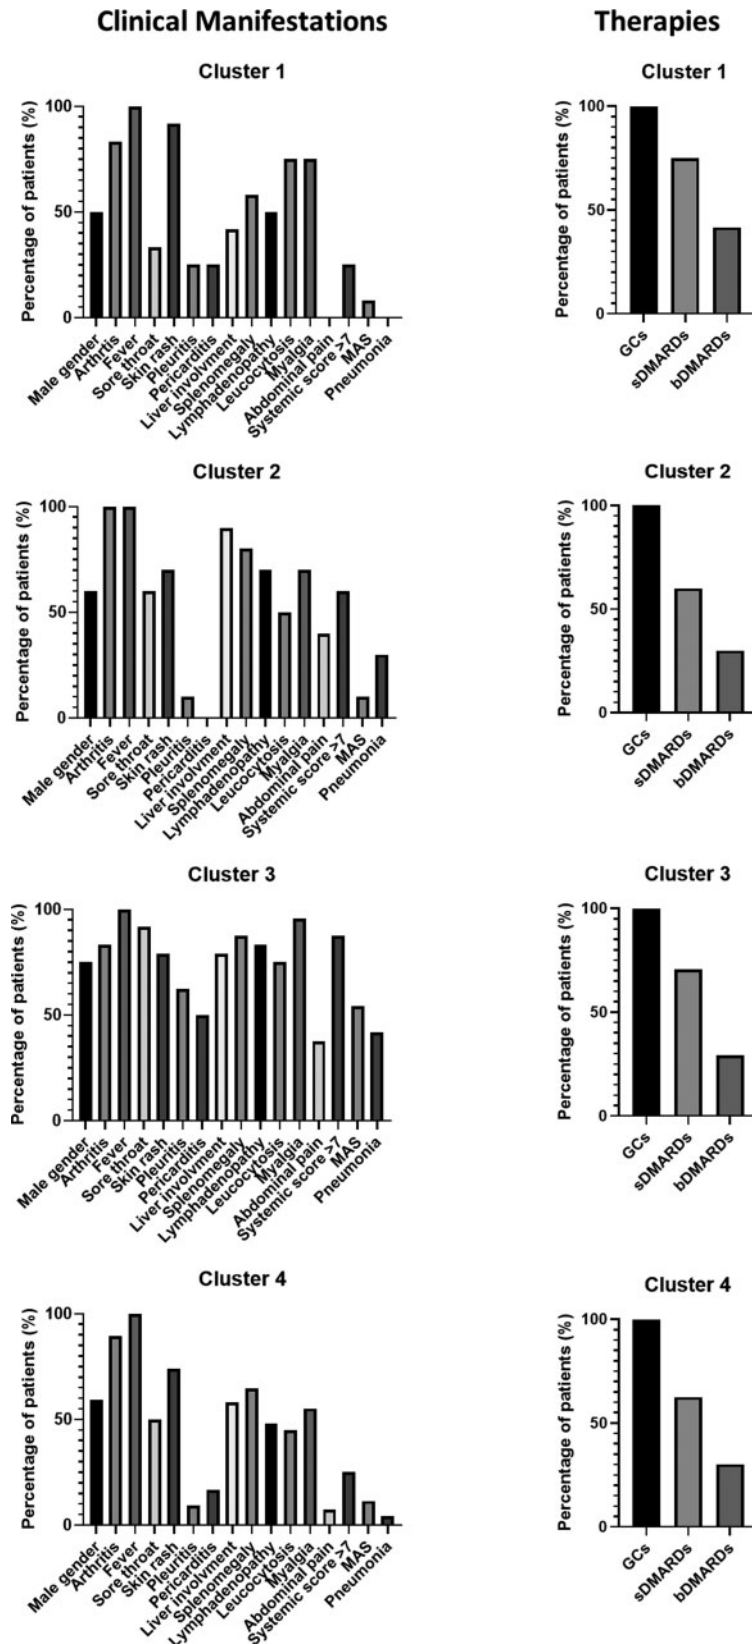 Clinical Manifestations
Therapies
Cluster 1
Percentage of patients (%)
100
50
0
Male gender
Arthrtis
Fever
Sore throat
Skin rash
Pleuritis
Pericarditis
Liver involvment
Splenomegaly
Lymphadenopathy
Leucocytosis
Myalgia
Abdominal pain
Systemic score >7
MAS
Pneumonia
Cluster 1
Percentage of patients (%)
100
50
0
GCs
sDMARDs
bDMARDs
Cluster 2
Percentage of patients (%)
100
50
0
Male gender
Arthritis
Fever
Sore throat
Skin rash
Pleuritis
Pericarditis
Liver involvment
Splenomegaly
Lymphadenopathy
Leucocytosis
Myalgia
Abdominal pain
Systemic score >7
MAS
Pneumonia
Cluster 2
Percentage of patients (%)
100
50
0
GCs
sDMARDs
bDMARDs
Cluster 3
Percentage of patients (%)
100
50
0
Male gender
Arthritis
Fever
Sore throat
Skin rash
Pleuritis
Pericarditis
Liver involvment
Splenomegaly
Lymphadenopathy
Leucocytosis
Myalgia
Abdominal pain
Systemic score >7
MAS
Pneumonia
Cluster 3
Percentage of patients (%)
100
50
0
GCs
sDMARDs
bDMARDs
Cluster 4
Percentage of patients (%)
100
50
0
Male gender
Arthritis
Fever
Sore throat
Skin rash
Pleuritis
Pericarditis
Liver involvment
Splenomegaly
Lymphadenopathy
Leucocytosis
Myalgia
Abdominal pain
Systemic score >7
MAS
Pneumonia
Cluster 4
Percentage of patients (%)
100
50
0
GCs
sDMARDs
bDMARDs